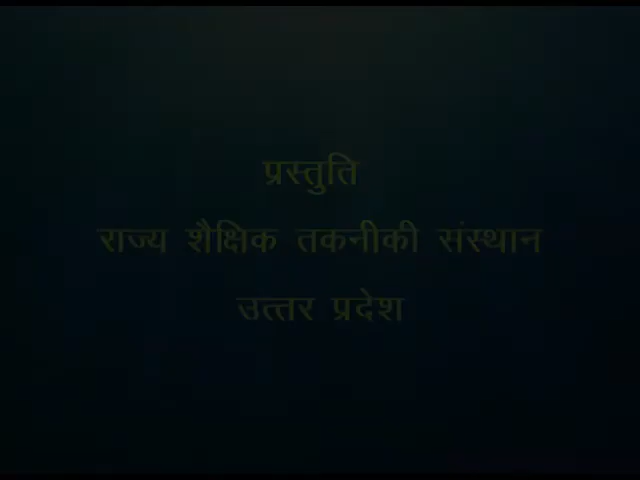 प्रस्तुति
राज्य शैक्षिक तकनीकी संस्थान
उत्तर प्रदेश